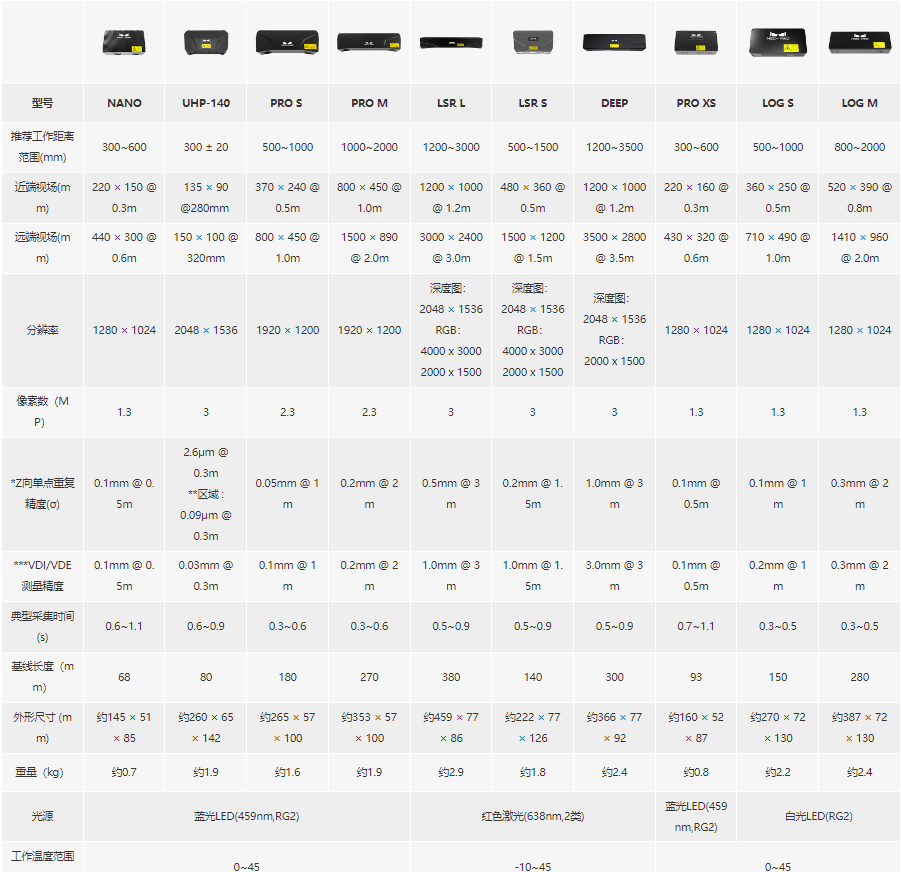 型号 NANO UHP-140 PRO S PRO M LSR L LSR S DEEP PRO XS LOG S LOG M
推荐工作距离范围(mm) 300~600 300 ± 20 500~1000 1000~2000 1200~3000 500~1500 1200~3500 300~600 500~1000 800~2000
近端视场(mm) 220 × 150 @ 0.3m 135 × 90 @280mm 370 × 240 @ 0.5m 800 × 450 @ 1.0m 1200 × 1000 @ 1.2m 480 × 360 @ 0.5m 1200 × 1000 @ 1.2m 220 × 160 @ 0.3m 360 × 250 @ 0.5m 520 × 390 @ 0.8m
远端视场(mm) 440 × 300 @ 0.6m 150 × 100 @ 320mm 800 × 450 @ 1.0m 1500 × 890 @ 2.0m 3000 × 2400 @ 3.0m 1500 × 1200 @ 1.5m 3500 × 2800 @ 3.5m 430 × 320 @ 0.6m 710 × 490 @ 1.0m 1410 × 960 @ 2.0m
分辨率 1280 × 1024 2048 × 1536 1920 × 1200 1920 × 1200 深度图: 2048 × 1536 RGB: 4000 x 3000 2000 x 1500 深度图: 2048 × 1536 RGB: 4000 x 3000 2000 x 1500 深度图: 2048 × 1536 RGB: 2000 x 1500 1280 × 1024 1280 × 1024 1280 × 1024
像素数（MP) 1.3 3 2.3 2.3 3 3 3 1.3 1.3 1.3
*Z向单点重复精度(σ) 0.1mm @ 0.5m 2.6μm @ 0.3m **区域: 0.09μm @ 0.3m 0.05mm @ 1m 0.2mm @ 2m 0.5mm @ 3m 0.2mm @ 1.5m 1.0mm @ 3m 0.1mm @ 0.5m 0.1mm @ 1m 0.3mm @ 2m
***VDI/VDE测量精度 0.1mm @ 0.5m 0.03mm @ 0.3m 0.1mm @ 1m 0.2mm @ 2m 1.0mm @ 3m 1.0mm @ 1.5m 3.0mm @ 3m 0.1mm @ 0.5m 0.2mm @ 1m 0.3mm @ 2m
典型采集时间(s) 0.6~1.1 0.6~0.9 0.3~0.6 0.3~0.6 0.5~0.9 0.5~0.9 0.5~0.9 0.7~1.1 0.3~0.5 0.3~0.5
基线长度（mm) 68 80 180 270 380 140 300 93 150 280
外形尺寸 (mm) 约145 × 51 × 85 约260 × 65 × 142 约265 × 57 × 100 约353 × 57 × 100 约459 × 77 × 86 约222 × 77 × 126 约366 × 77 × 92 约160 × 52 × 87 约270 × 72 × 130 约387 × 72 × 130
重量（kg） 约0.7 约1.9 约1.6 约1.9 约2.9 约1.8 约2.4 约0.8 约2.2 约2.4
光源 蓝光LED(459nm,RG2) 红色激光(638nm,2类) 蓝光LED(459nm,RG2) 白光LED(RG2)
工作温度范围 0~45 -10~45 0~45